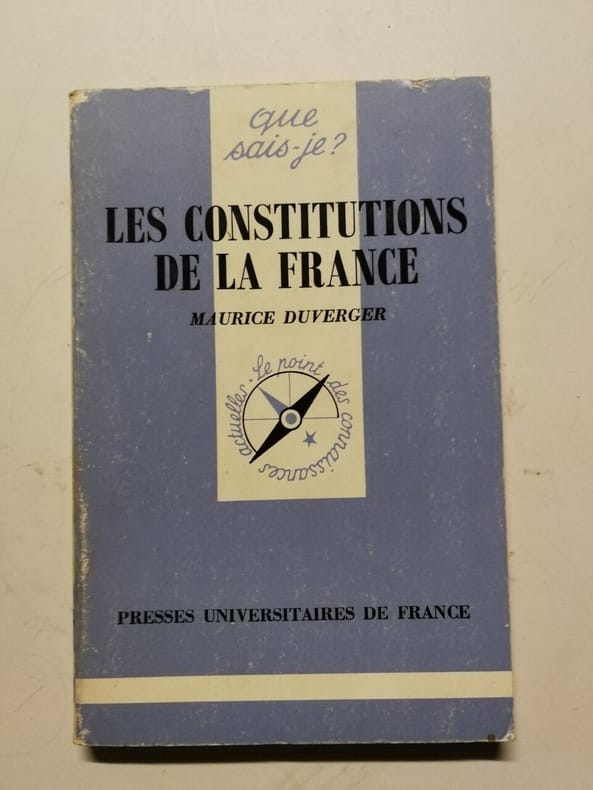 que
sais-je?
LES CONSTITUTIONS
DE LA FRANCE
MAURICE DUVERGER
Le point des connaissances actuelles.
PRESSES UNIVERSITAIRES DE FRANCE